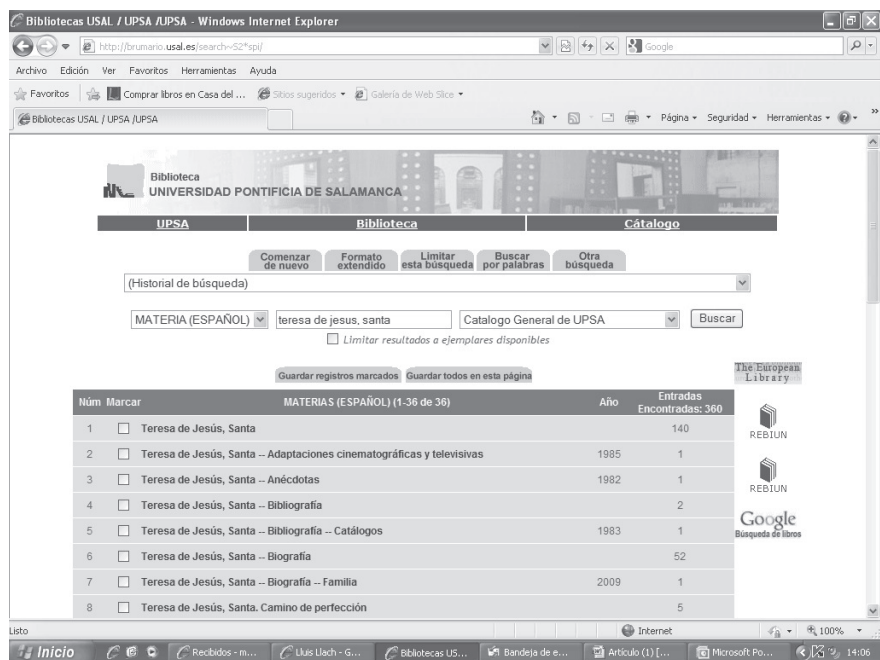 Bibliotecas USAL / UPSA /UPSA - Windows Internet Explorer
http://brumario.usal.es/search~S2*spi/
Google
Archivo Edición Ver Favoritos Herramientas Ayuda
Favoritos Comprar libros en Casa del ... Sitios sugeridos Galería de Web Slice
Bibliotecas USAL / UPSA /UPSA
Página Seguridad Herramientas
Biblioteca
UNIVERSIDAD PONTIFICIA DE SALAMANCA
UPSA Biblioteca Cátalogo
Comenzar de nuevo Formato extendido Limitar esta búsqueda Buscar por palabras Otra búsqueda
(Historial de búsqueda)
MATERIA (ESPAÑOL) teresa de jesus, santa Catalogo General de UPSA Buscar
Limitar resultados a ejemplares disponibles
Guardar registros marcados Guardar todos en esta página
The European Library
Núm Marcar MATERIAS (ESPAÑOL) (1-36 de 36) Año Entradas Encontradas: 360
1 Teresa de Jesús, Santa 140
REBIUN
2 Teresa de Jesús, Santa -- Adaptaciones cinematográficas y televisivas 1985 1
3 Teresa de Jesús, Santa -- Anécdotas 1982 1
REBIUN
4 Teresa de Jesús, Santa -- Bibliografía 2
Google
Búsqueda de libros
5 Teresa de Jesús, Santa -- Bibliografía -- Catálogos 1983 1
6 Teresa de Jesús, Santa -- Biografía 52
7 Teresa de Jesús, Santa -- Biografía -- Familia 2009 1
8 Teresa de Jesús, Santa. Camino de perfección 5
Listo Internet 100%
Inicio Recibidos - m... Lluis Llach - G... Bibliotecas US... Bandeja de e... Artículo (1) [... Microsoft Po... 14:06